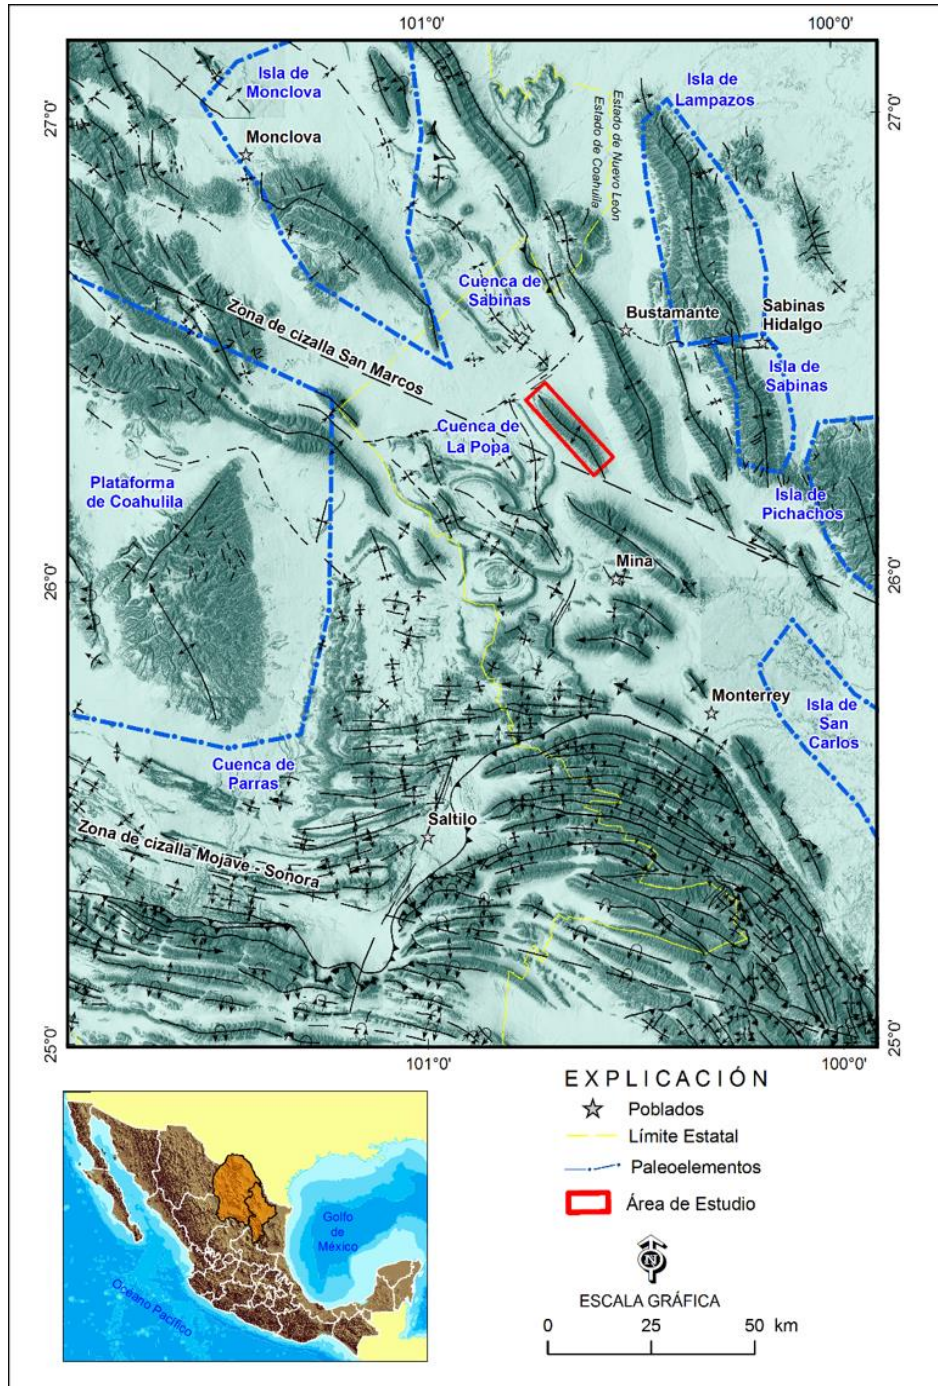 101°0'
100°0'
Isla de
Monclova
Isla de
Lampazos
27°0'
27°0'
Monclova
Estado de Nuevo León
Estado de Coahuila
Cuenca de
Sabinas
Zona de cizalla San Marcos
Bustamante
Sabinas
Hidalgo
Isla de
Sabinas
Cuenca de
La Popa
Plataforma
de Coahulila
Isla de
Pichachos
26°0'
26°0'
Mina
Monterrey
Isla de
San
Carlos
Cuenca de
Parras
Saltilo
Zona de cizalla Mojave - Sonora
25°0'
25°0'
101°0'
100°0'
EXPLICACIÓN
Poblados
Límite Estatal
Paleoelementos
Área de Estudio
N
ESCALA GRÁFICA
0 25 50 km
Golfo
de
México
Océano Pacífico